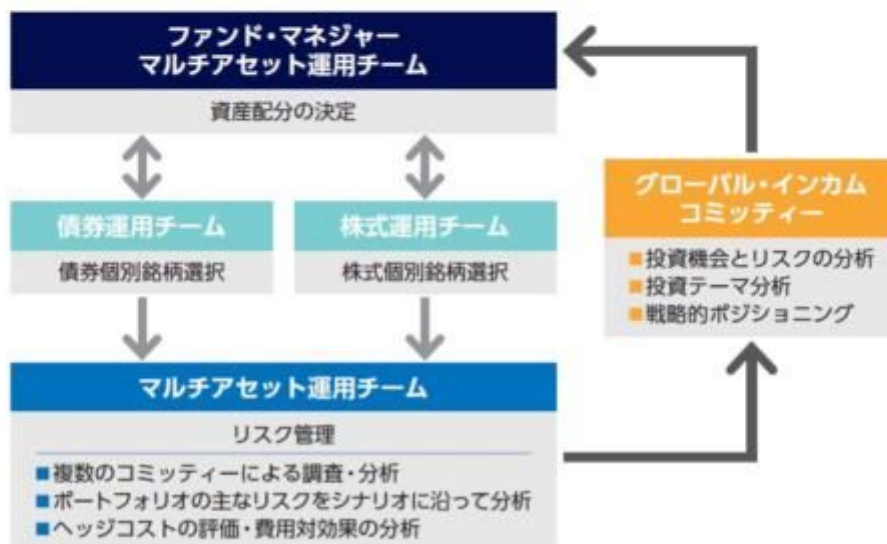 ファンド・マネジャー
マルチアセット運用チーム
資産配分の決定
債券運用チーム
債券個別銘柄選択
株式運用チーム
株式個別銘柄選択
マルチアセット運用チーム
リスク管理
■複数のコミッティーによる調査・分析
■ポートフォリオの主なリスクをシナリオに沿って分析
■ヘッジコストの評価・費用対効果の分析
グローバル・インカム
コミッティー
■投資機会とリスクの分析
■投資テーマ分析
■戦略的ポジショニング